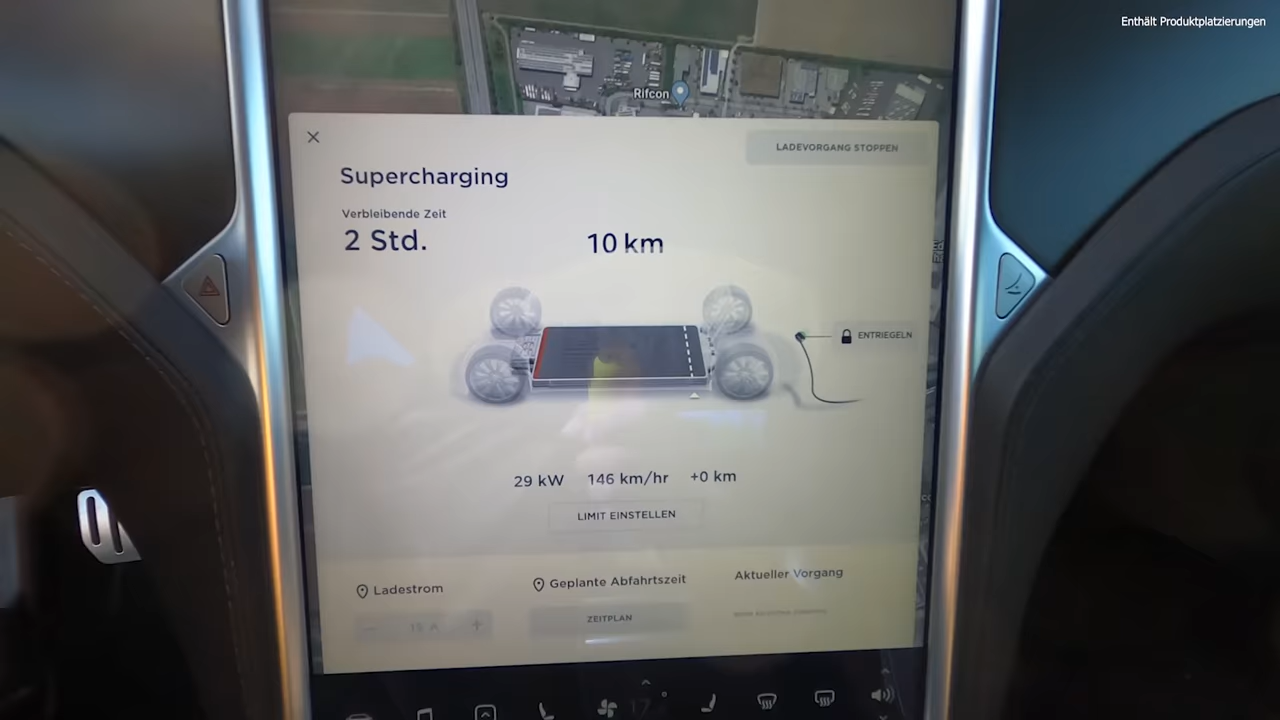 Enthält Produktplatzierungen
Rifcon
LADEVORGANG STOPPEN
Supercharging
Verbleibende Zeit
2 Std.
10 km
ENTRIEGELN
29 kW 146 km/hr +0 km
LIMIT EINSTELLEN
Ladestrom
Geplante Abfahrtszeit
Aktueller Vorgang
ZEITPLAN